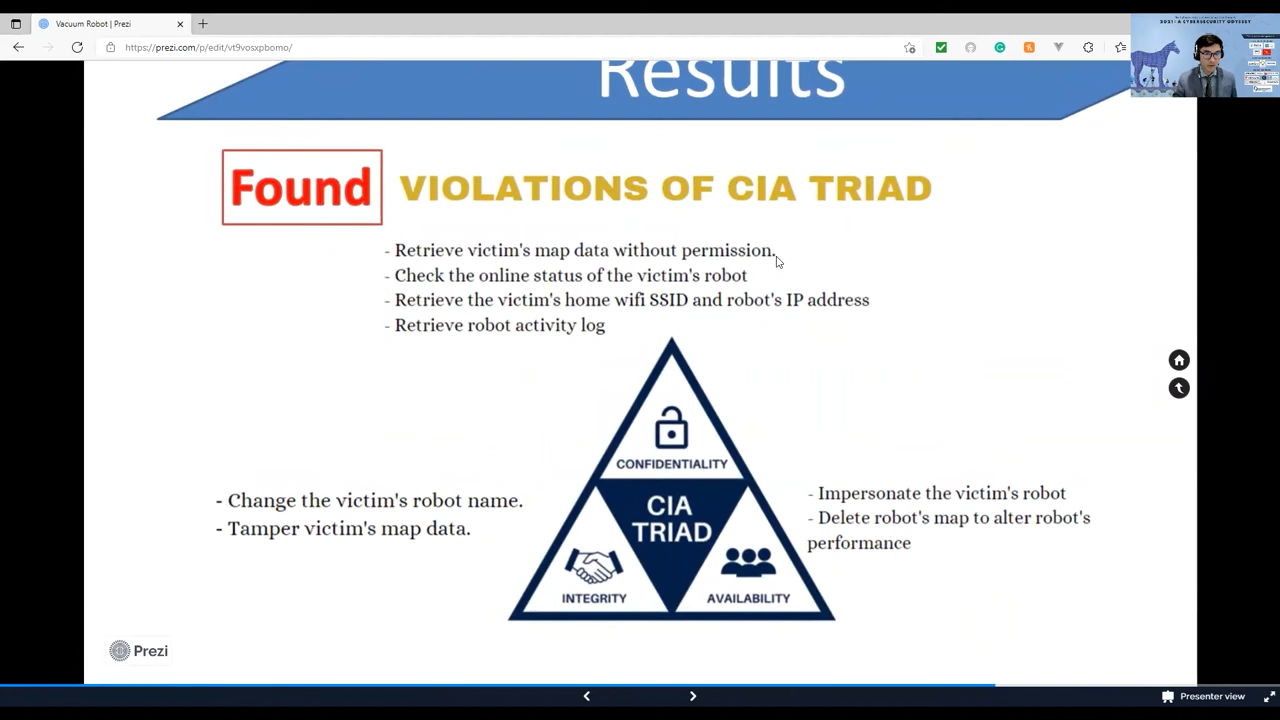 Vacuum Robot | Prezi
https://prezi.com/p/edit/vt9vosxpbomo/
2021: A CYBERSECURITY ODYSSEY
Results
Found
VIOLATIONS OF CIA TRIAD
- Retrieve victim's map data without permission.
- Check the online status of the victim's robot
- Retrieve the victim's home wifi SSID and robot's IP address
- Retrieve robot activity log
CONFIDENTIALITY
- Change the victim's robot name.
- Tamper victim's map data.
CIA
TRIAD
- Impersonate the victim's robot
- Delete robot's map to alter robot's
performance
INTEGRITY
AVAILABILITY
Prezi
Presenter view